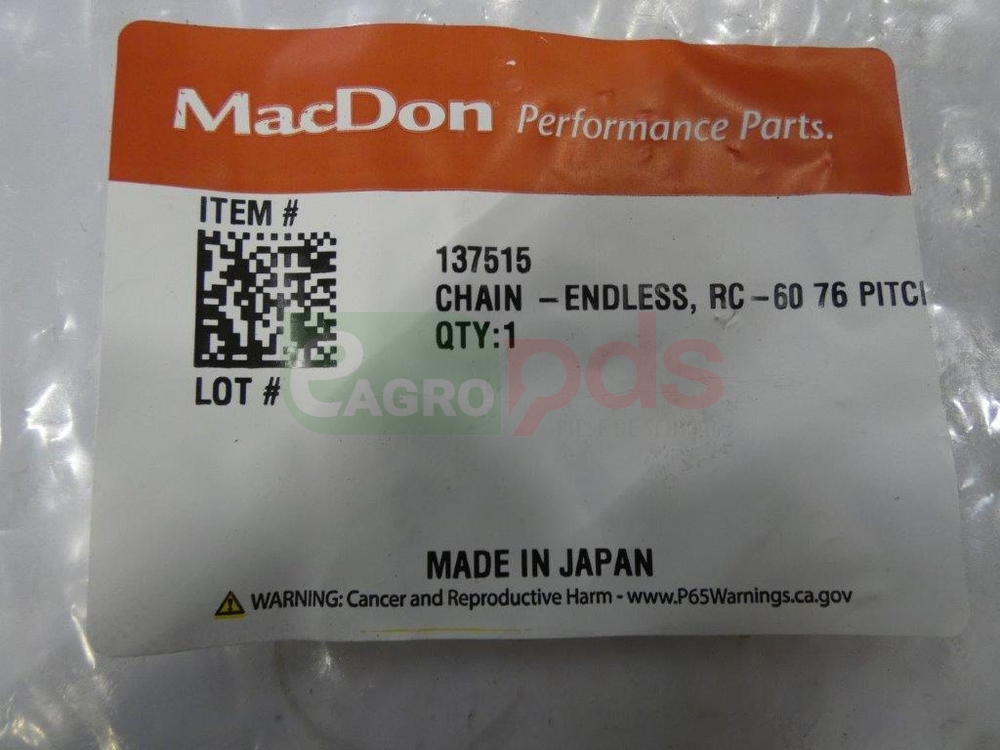 MacDon Performance Parts.
ITEM #
137515
CHAIN - ENDLESS, RC-60 76 PITCH
QTY:1
LOT #
eAGRO pds
MADE IN JAPAN
WARNING: Cancer and Reproductive Harm - www.P65Warnings.ca.gov